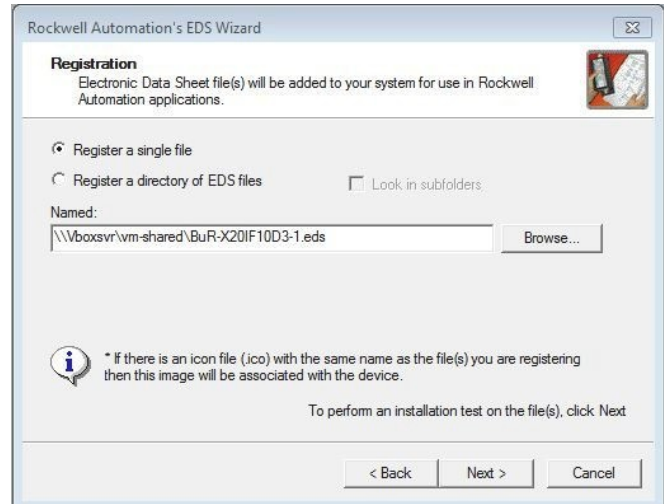 Rockwell Automation's EDS Wizard
Registration
Electronic Data Sheet file(s) will be added to your system for use in Rockwell
Automation applications.
Register a single file
Register a directory of EDS files
Look in subfolders
Named:
\\Vboxsvr\vm-shared\BuR-X20IF10D3-1.eds
Browse...
* If there is an icon file (.ico) with the same name as the file(s) you are registering
then this image will be associated with the device.
To perform an installation test on the file(s), click Next
< Back
Next >
Cancel